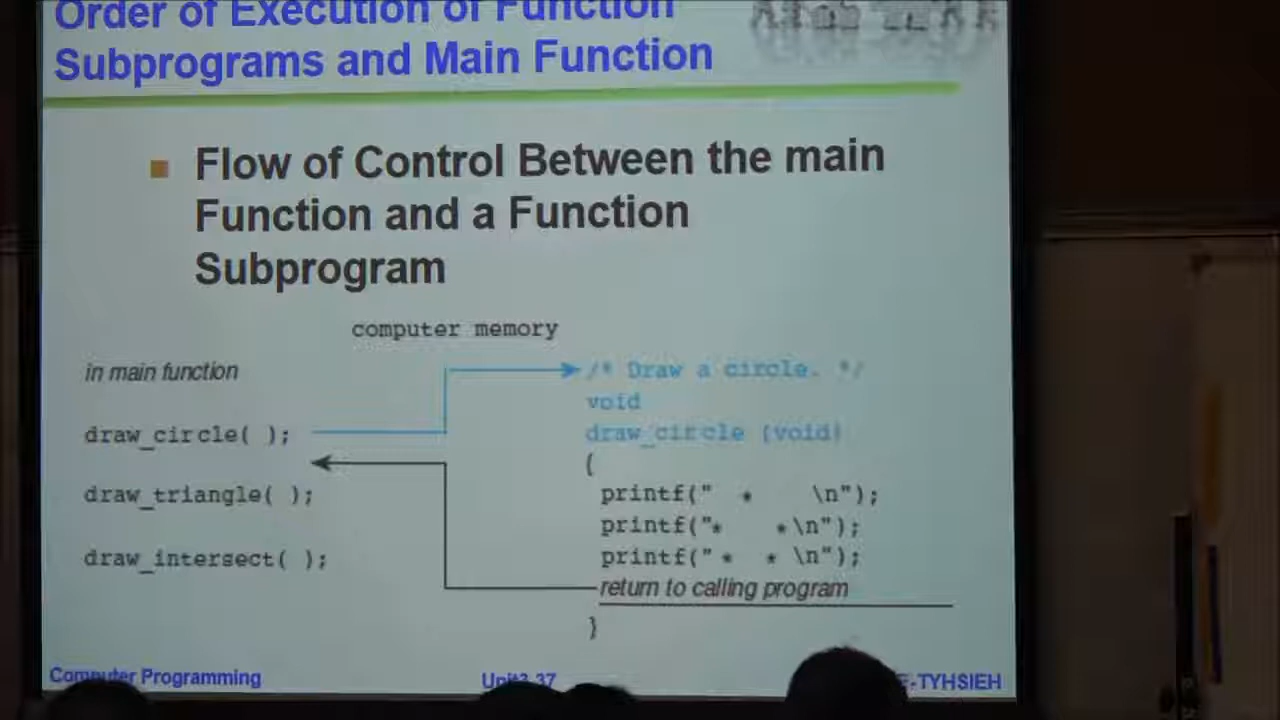 Order of Execution of Function
Subprograms and Main Function
Flow of Control Between the main
Function and a Function
Subprogram
computer memory
in main function
/* Draw a circle. */
void
draw_circle( );
draw_circle (void)
{
draw_triangle( );
printf(" *    \n");
printf("*    *\n");
draw_intersect( );
printf(" *  * \n");
return to calling program
}
Computer Programming
Unit3-37
-TYHSIEH